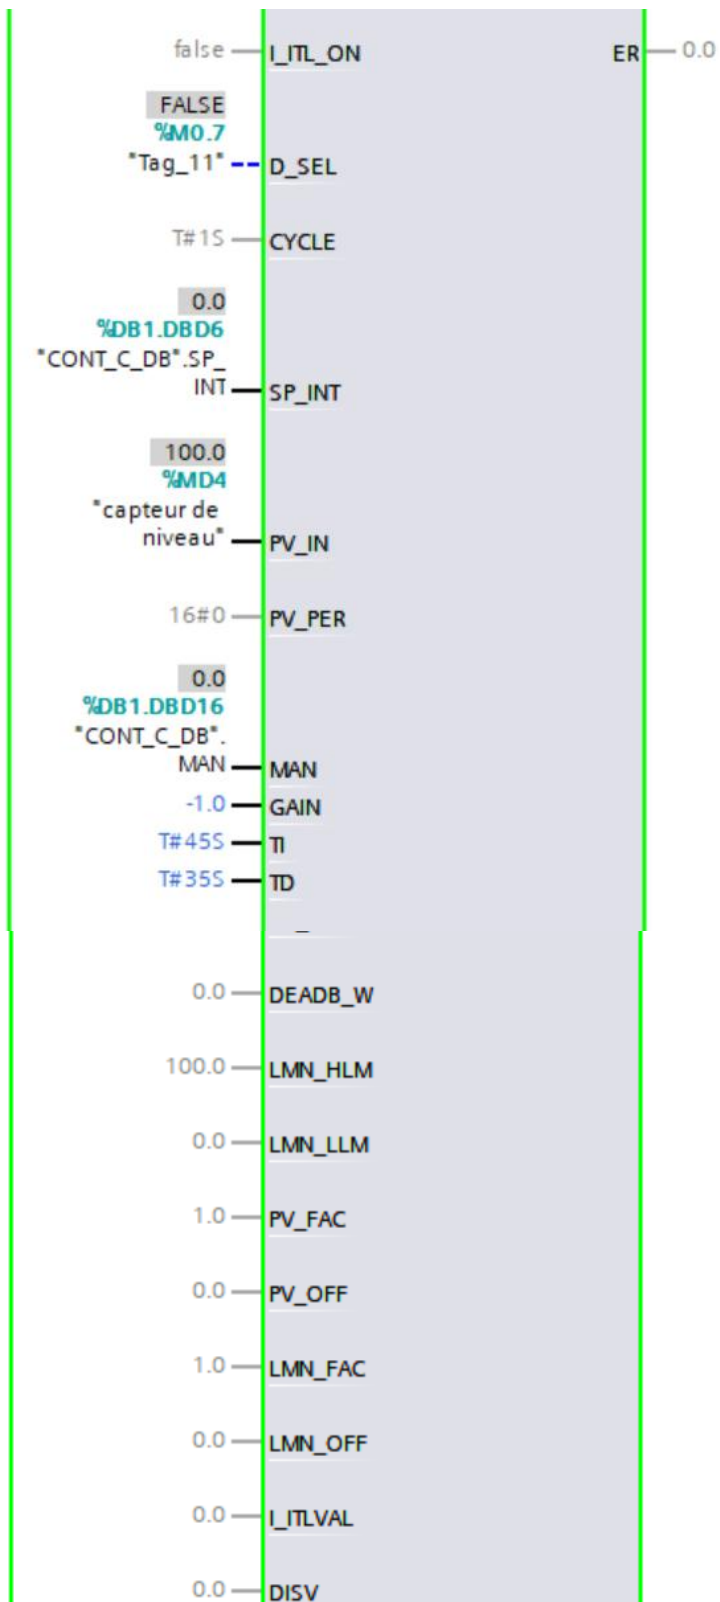 false I_ITL_ON ER 0.0
FALSE
%M0.7
"Tag_11" D_SEL
T#1S CYCLE
0.0
%DB1.DBD6
"CONT_C_DB".SP_
INT SP_INT
100.0
%MD4
"capteur de
niveau" PV_IN
16#0 PV_PER
0.0
%DB1.DBD16
"CONT_C_DB".
MAN MAN
-1.0 GAIN
T#45S TI
T#35S TD
0.0 DEADB_W
100.0 LMN_HLM
0.0 LMN_LLM
1.0 PV_FAC
0.0 PV_OFF
1.0 LMN_FAC
0.0 LMN_OFF
0.0 I_ITLVAL
0.0 DISV